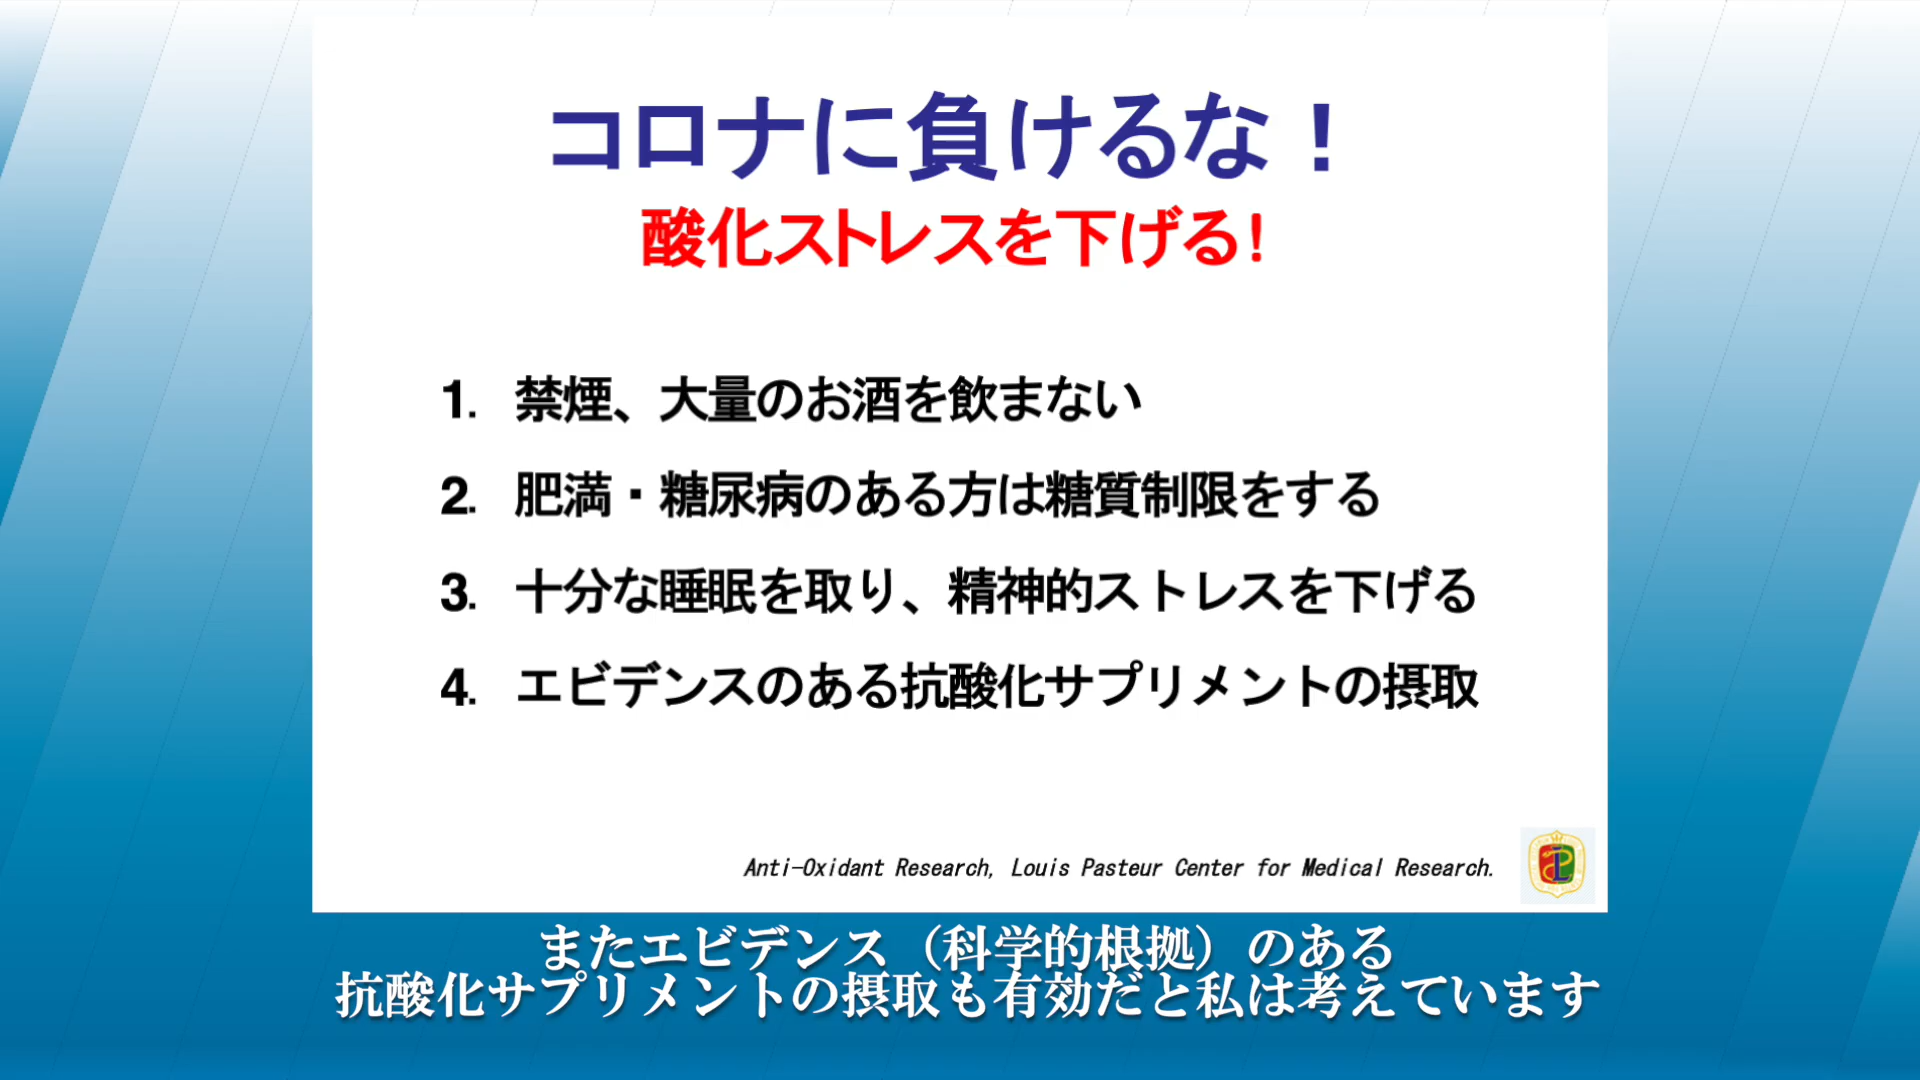 コロナに負けるな！
酸化ストレスを下げる!
1. 禁煙、大量のお酒を飲まない
2. 肥満・糖尿病のある方は糖質制限をする
3. 十分な睡眠を取り、精神的ストレスを下げる
4. エビデンスのある抗酸化サプリメントの摂取
Anti-Oxidant Research, Louis Pasteur Center for Medical Research.
またエビデンス（科学的根拠）のある
抗酸化サプリメントの摂取も有効だと私は考えています